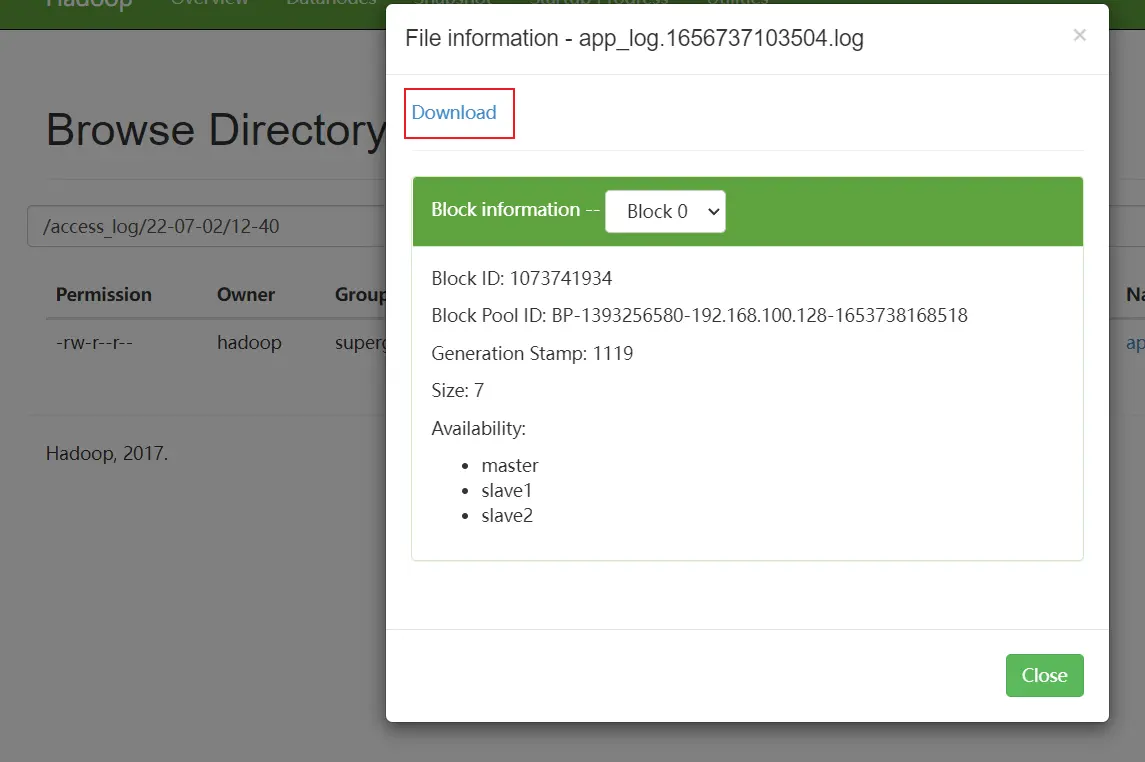 Hadoop Overview Datanodes Snapshot Startup Progress Utilities
File information - app_log.1656737103504.log ×
Download
Browse Directory
Block information -- Block 0
/access_log/22-07-02/12-40
Block ID: 1073741934
Permission Owner Group Na
Block Pool ID: BP-1393256580-192.168.100.128-1653738168518
-rw-r--r-- hadoop superg ap
Generation Stamp: 1119
Size: 7
Availability:
Hadoop, 2017.
• master
• slave1
• slave2
Close